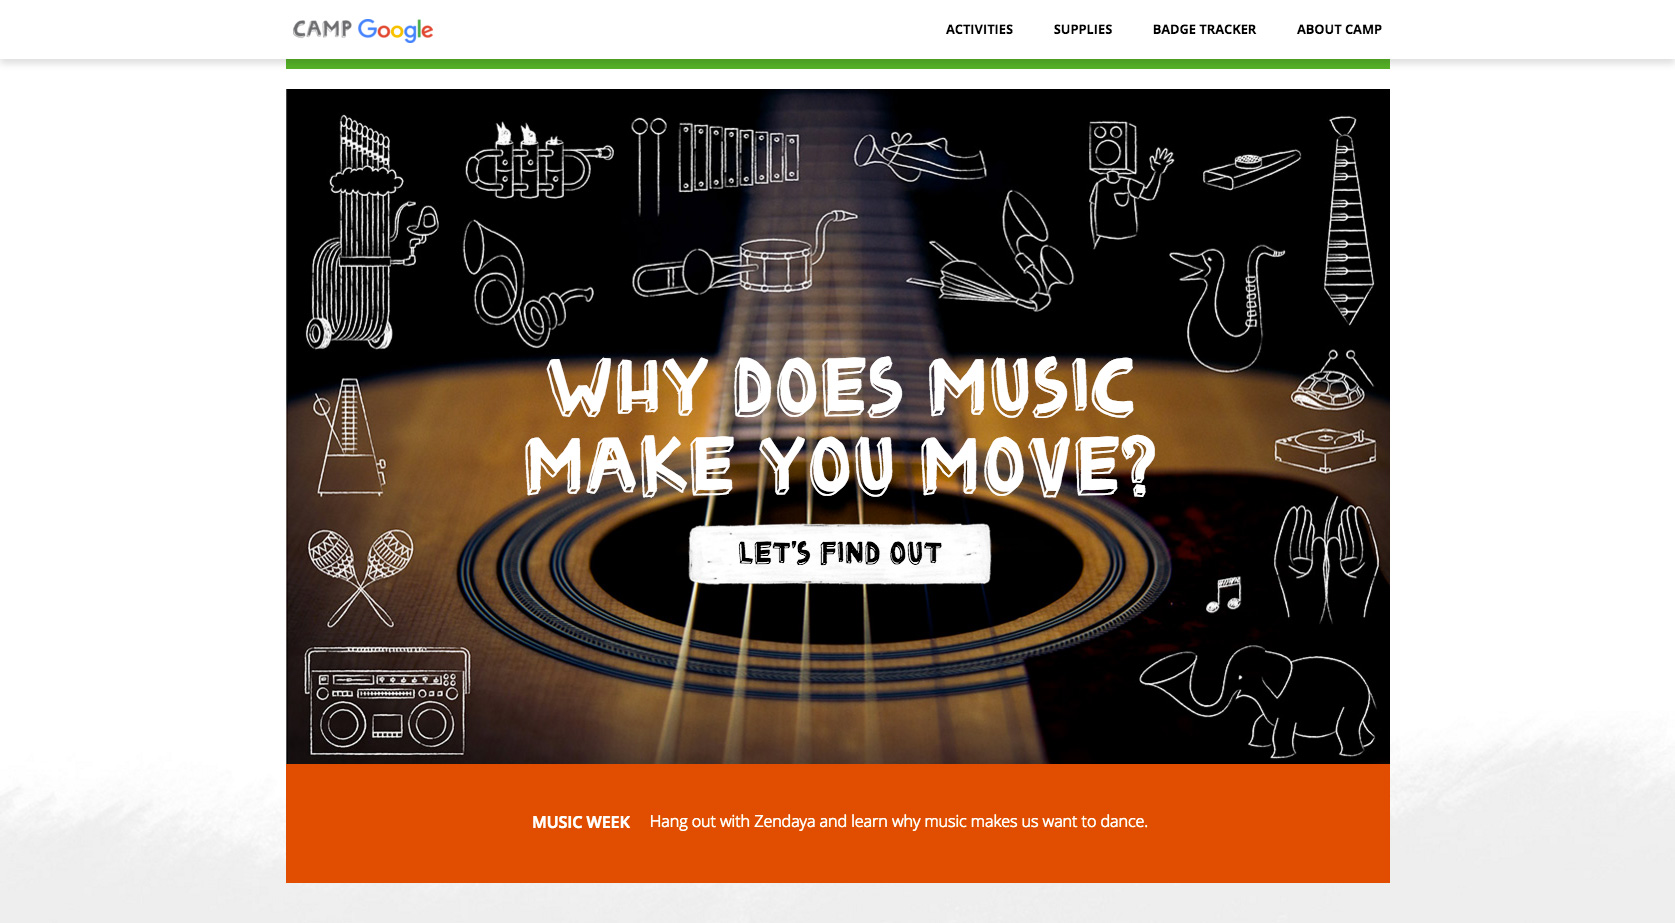 CAMP Google
ACTIVITIES SUPPLIES BADGE TRACKER ABOUT CAMP
WHY DOES MUSIC
MAKE YOU MOVE?
LET'S FIND OUT
MUSIC WEEK Hang out with Zendaya and learn why music makes us want to dance.